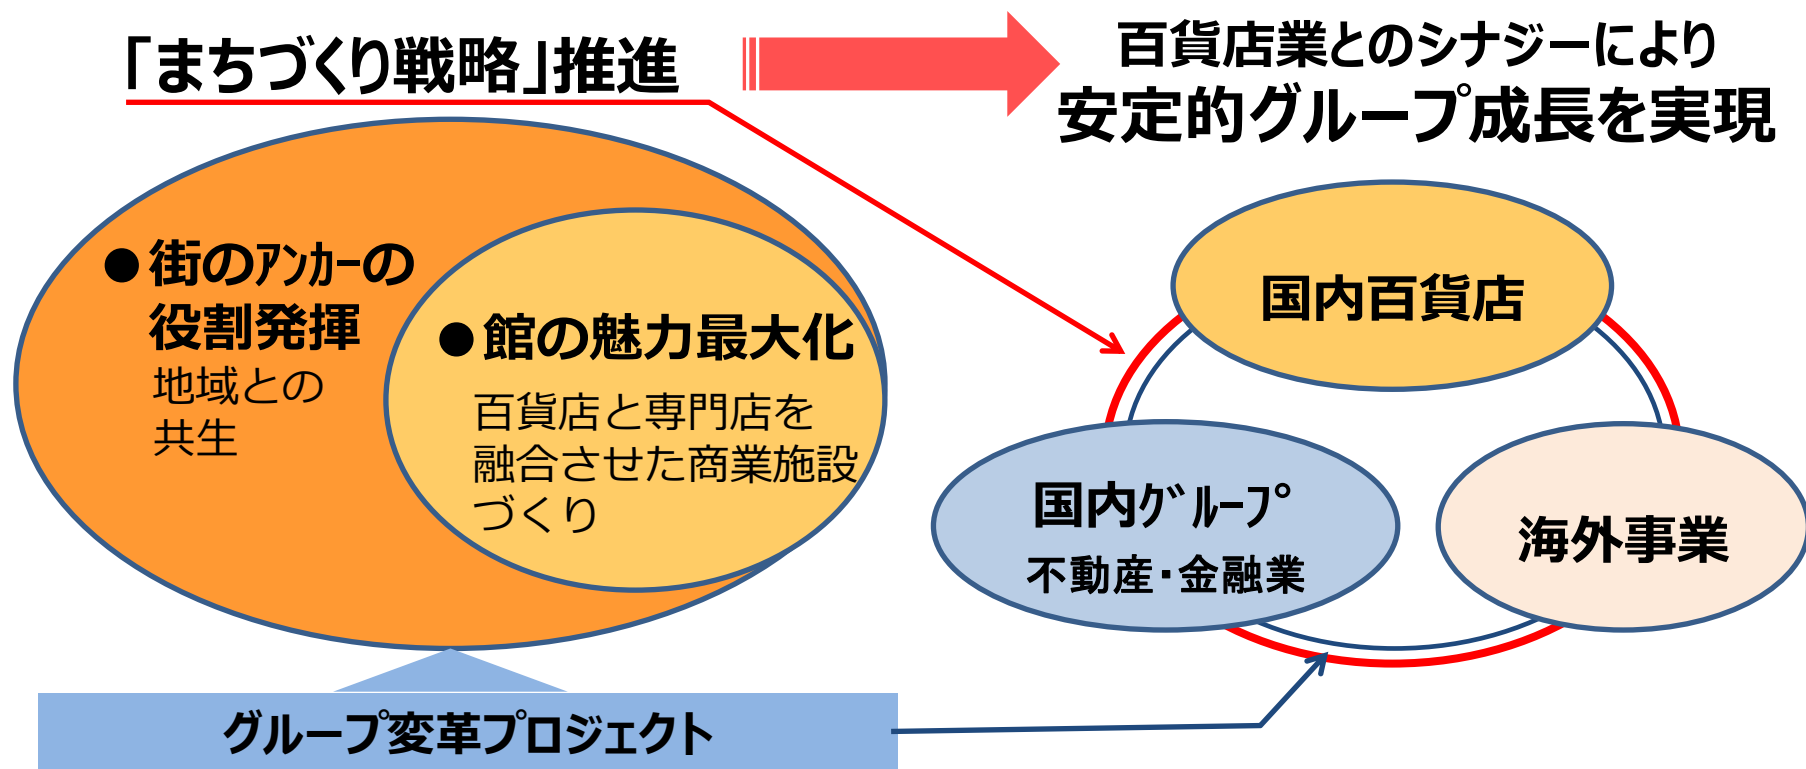 「まちづくり戦略」推進
百貨店業とのシナジーにより
安定的グループ成長を実現
●街のｱﾝｶｰの
役割発揮
地域との
共生
●館の魅力最大化
百貨店と専門店を
融合させた商業施設
づくり
国内百貨店
国内ｸﾞﾙｰﾌﾟ
不動産・金融業
海外事業
グループ変革プロジェクト